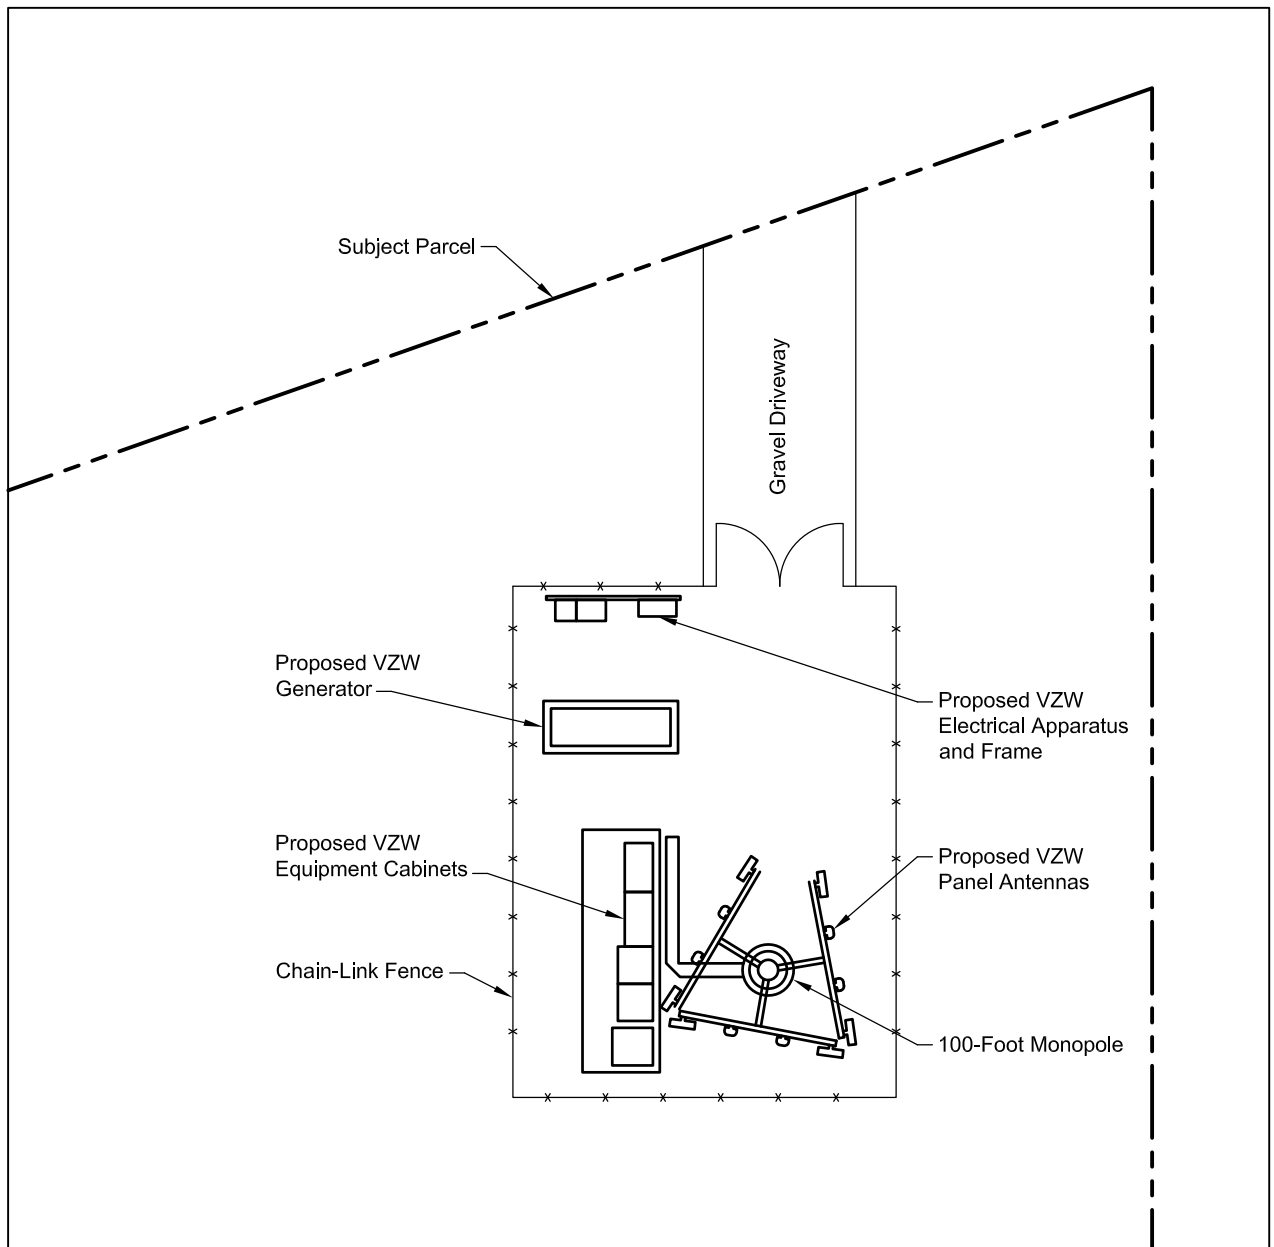 Subject Parcel
Gravel Driveway
Proposed VZW
Generator
Proposed VZW
Electrical Apparatus
and Frame
Proposed VZW
Equipment Cabinets
Proposed VZW
Panel Antennas
Chain-Link Fence
100-Foot Monopole